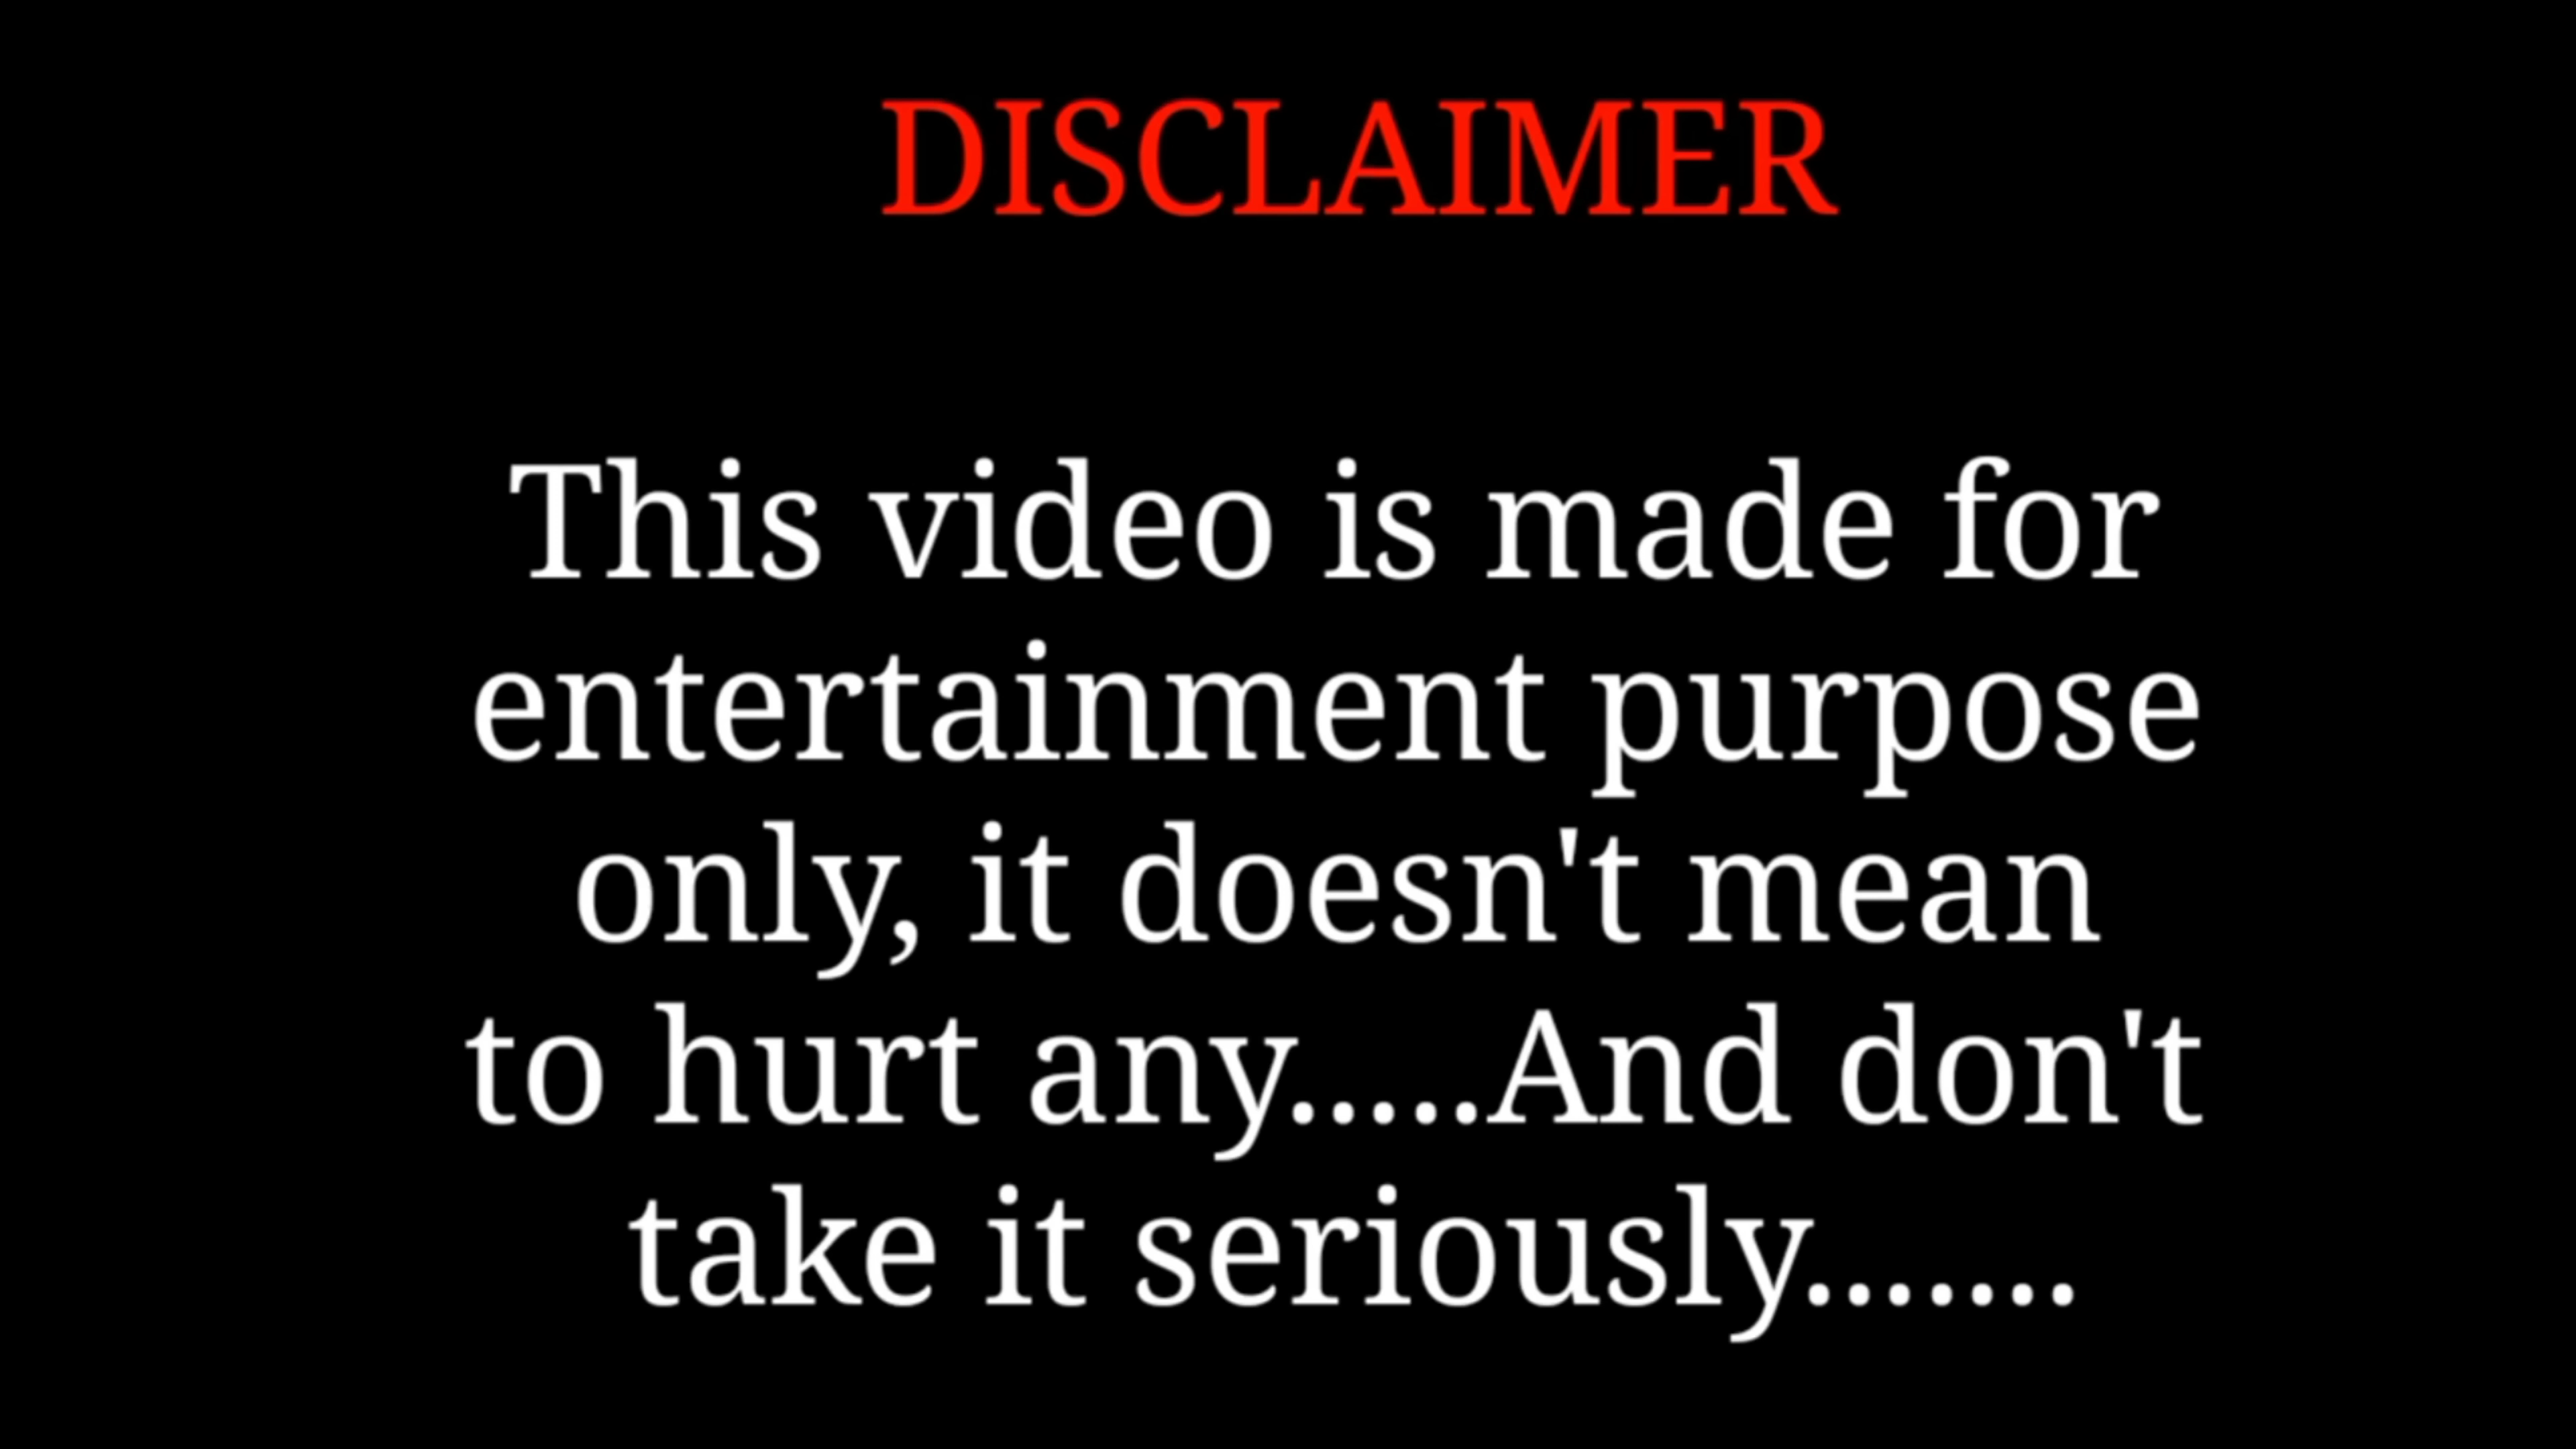 DISCLAIMER
This video is made for
entertainment purpose
only, it doesn't mean
to hurt any.....And don't
take it seriously.......